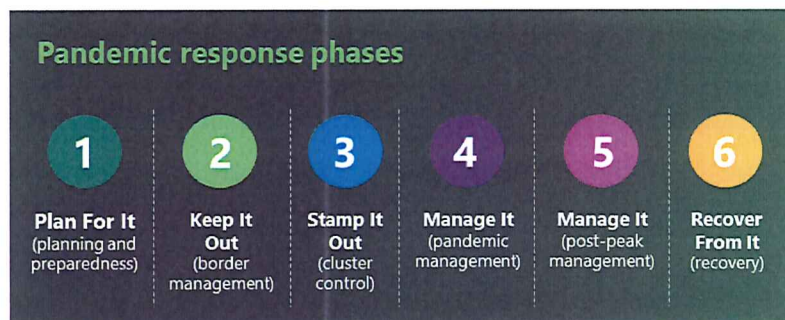 Pandemic response phases
1
Plan For It
(planning and
preparedness)
2
Keep It
Out
(border
management)
3
Stamp It
Out
(cluster
control)
4
Manage It
(pandemic
management)
5
Manage It
(post-peak
management)
6
Recover
From It
(recovery)